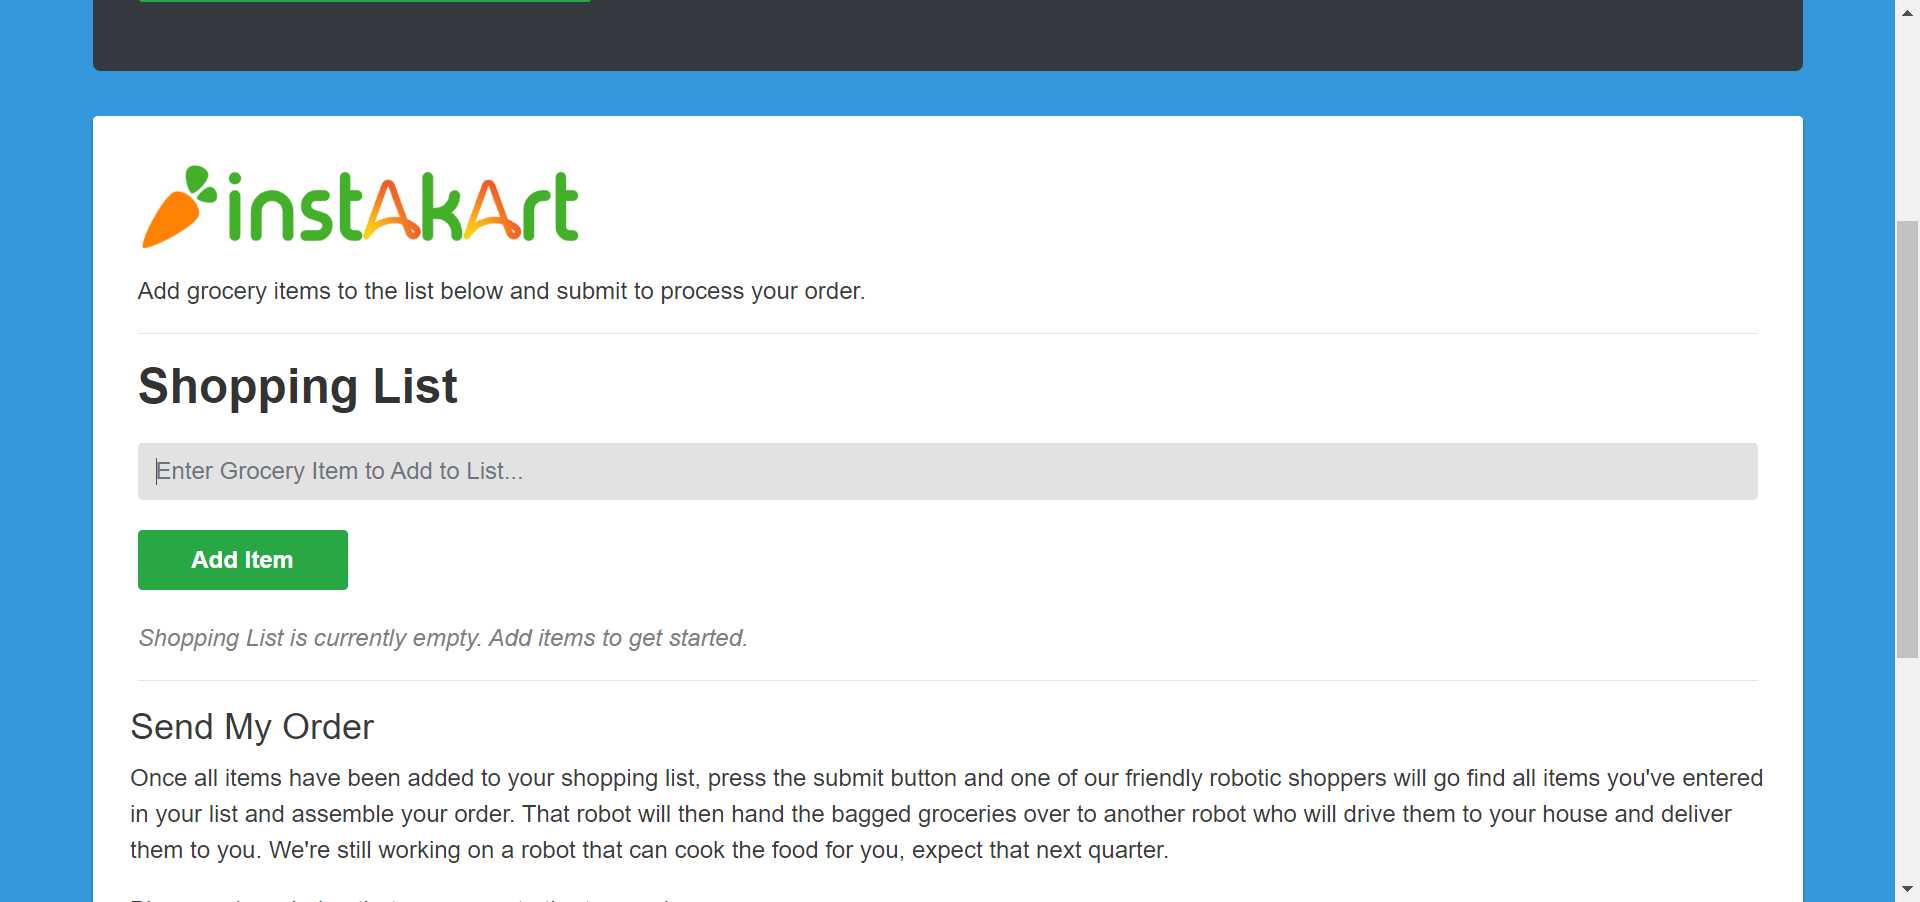 instAkArt
Add grocery items to the list below and submit to process your order.
Shopping List
Enter Grocery Item to Add to List...
Add Item
Shopping List is currently empty. Add items to get started.
Send My Order
Once all items have been added to your shopping list, press the submit button and one of our friendly robotic shoppers will go find all items you've entered
in your list and assemble your order. That robot will then hand the bagged groceries over to another robot who will drive them to your house and deliver
them to you. We're still working on a robot that can cook the food for you, expect that next quarter.